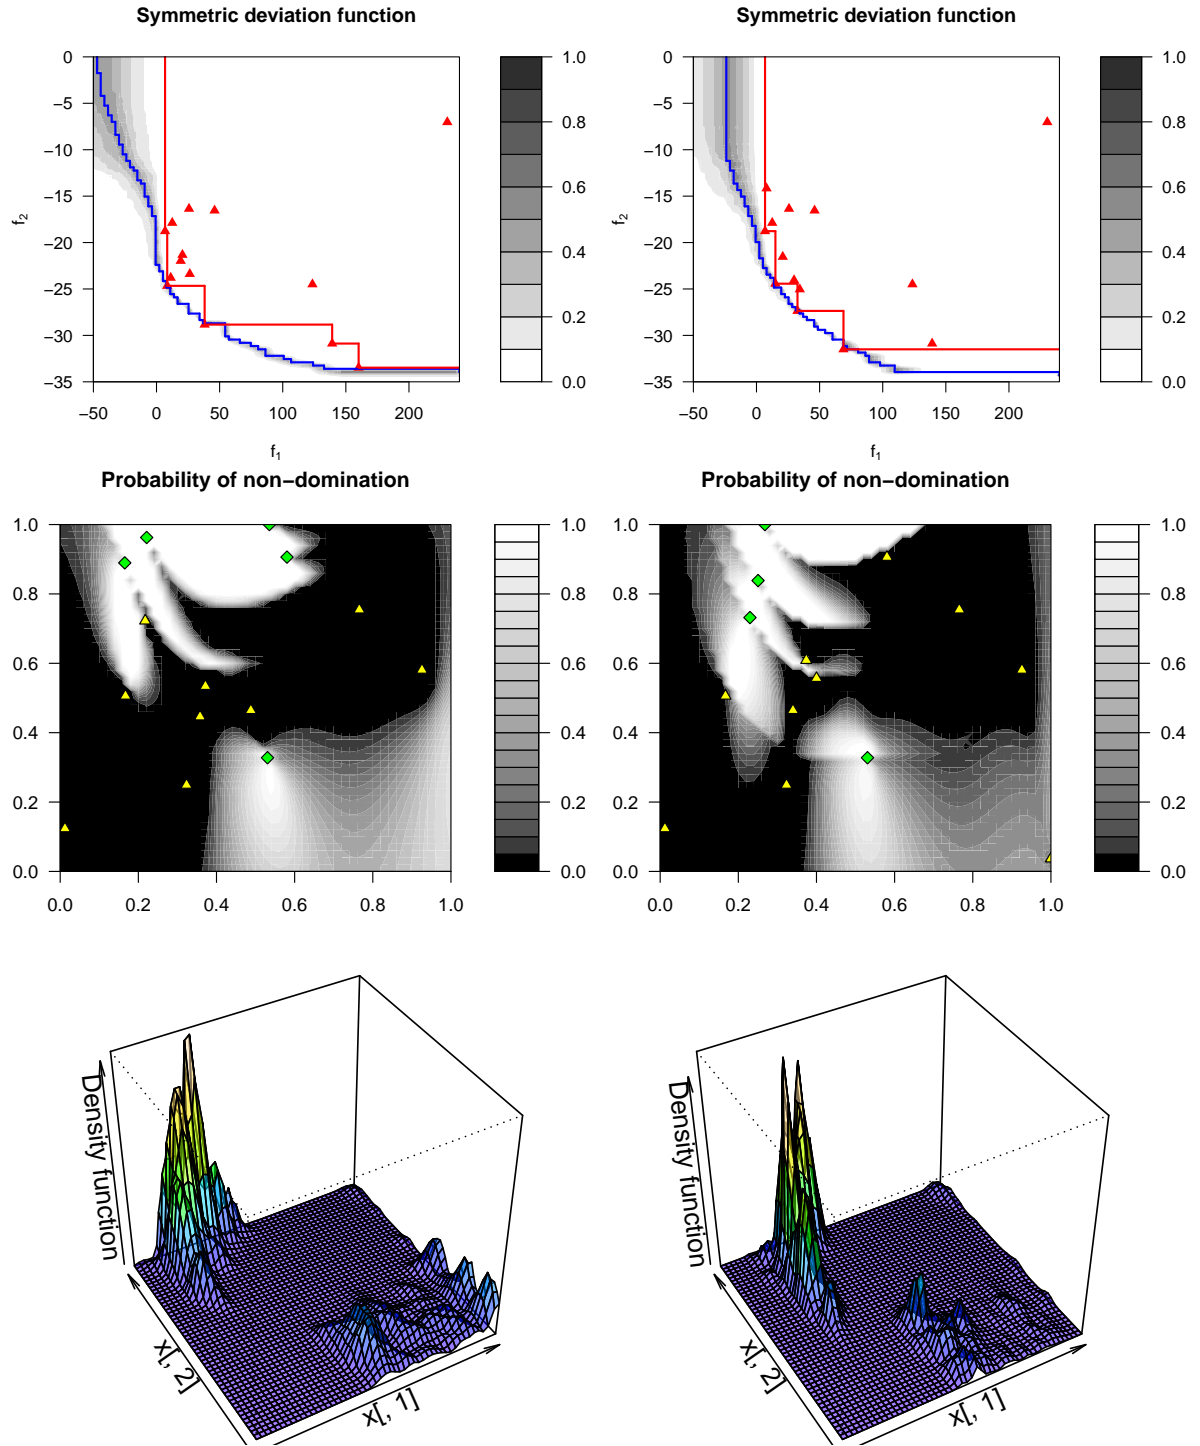 Symmetric deviation function
Symmetric deviation function
0
−5
−10
−15
−20
−25
−30
−35
f2
−50 0 50 100 150 200
f1
1.0
0.8
0.6
0.4
0.2
0.0
0
−5
−10
−15
−20
−25
−30
−35
f2
−50 0 50 100 150 200
f1
1.0
0.8
0.6
0.4
0.2
0.0
Probability of non−domination
Probability of non−domination
1.0
0.8
0.6
0.4
0.2
0.0
0.0 0.2 0.4 0.6 0.8 1.0
1.0
0.8
0.6
0.4
0.2
0.0
1.0
0.8
0.6
0.4
0.2
0.0
0.0 0.2 0.4 0.6 0.8 1.0
1.0
0.8
0.6
0.4
0.2
0.0
Density function
x[, 2]
x[, 1]
Density function
x[, 2]
x[, 1]